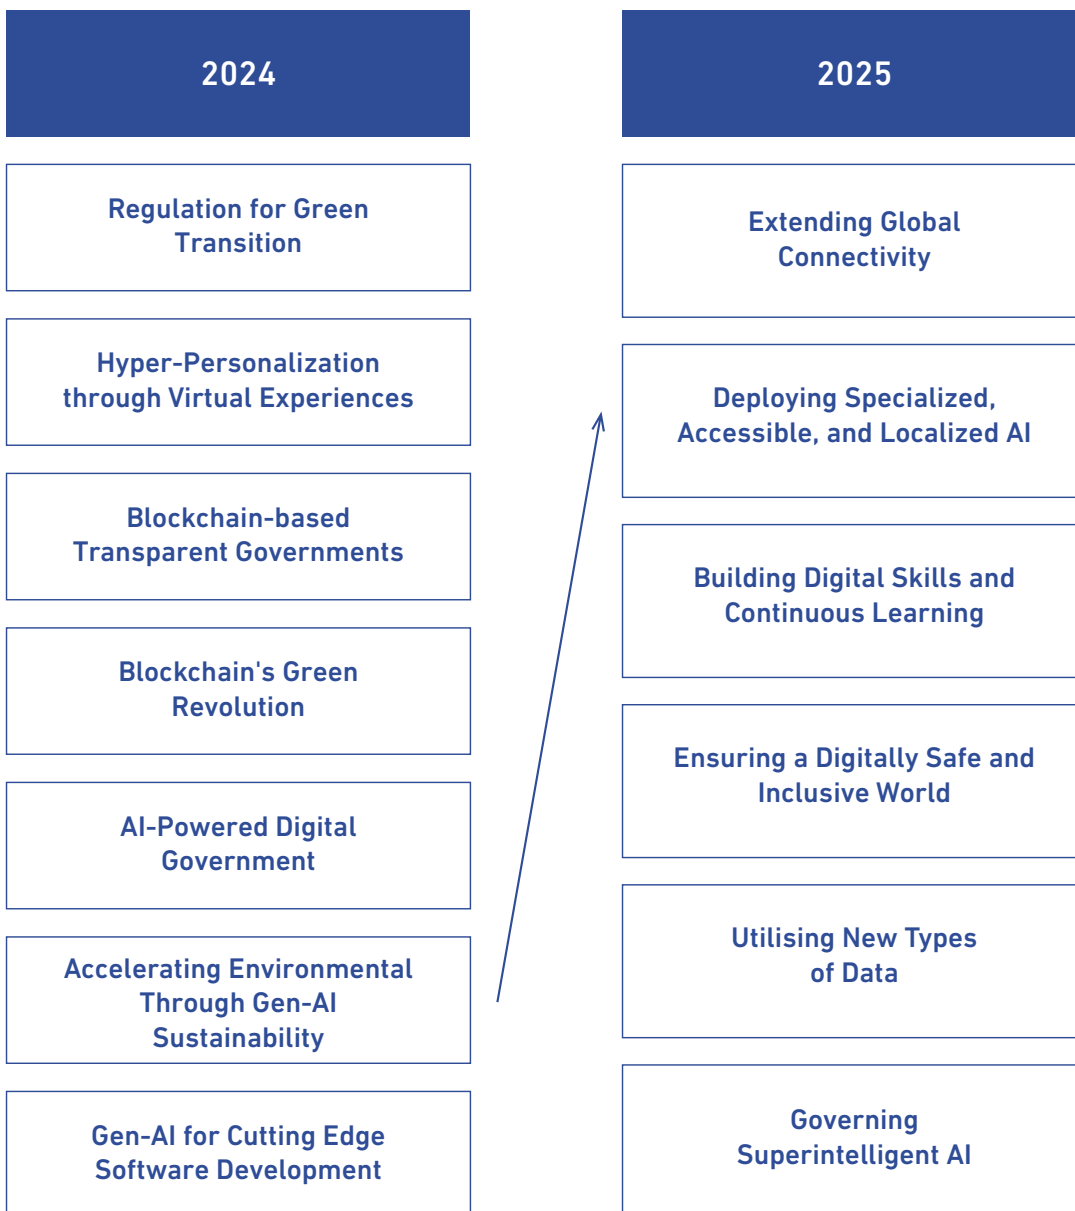 2024
Regulation for Green
Transition
Hyper-Personalization
through Virtual Experiences
Blockchain-based
Transparent Governments
Blockchain's Green
Revolution
AI-Powered Digital
Government
Accelerating Environmental
Through Gen-AI
Sustainability
Gen-AI for Cutting Edge
Software Development
2025
Extending Global
Connectivity
Deploying Specialized,
Accessible, and Localized AI
Building Digital Skills and
Continuous Learning
Ensuring a Digitally Safe and
Inclusive World
Utilising New Types
of Data
Governing
Superintelligent AI